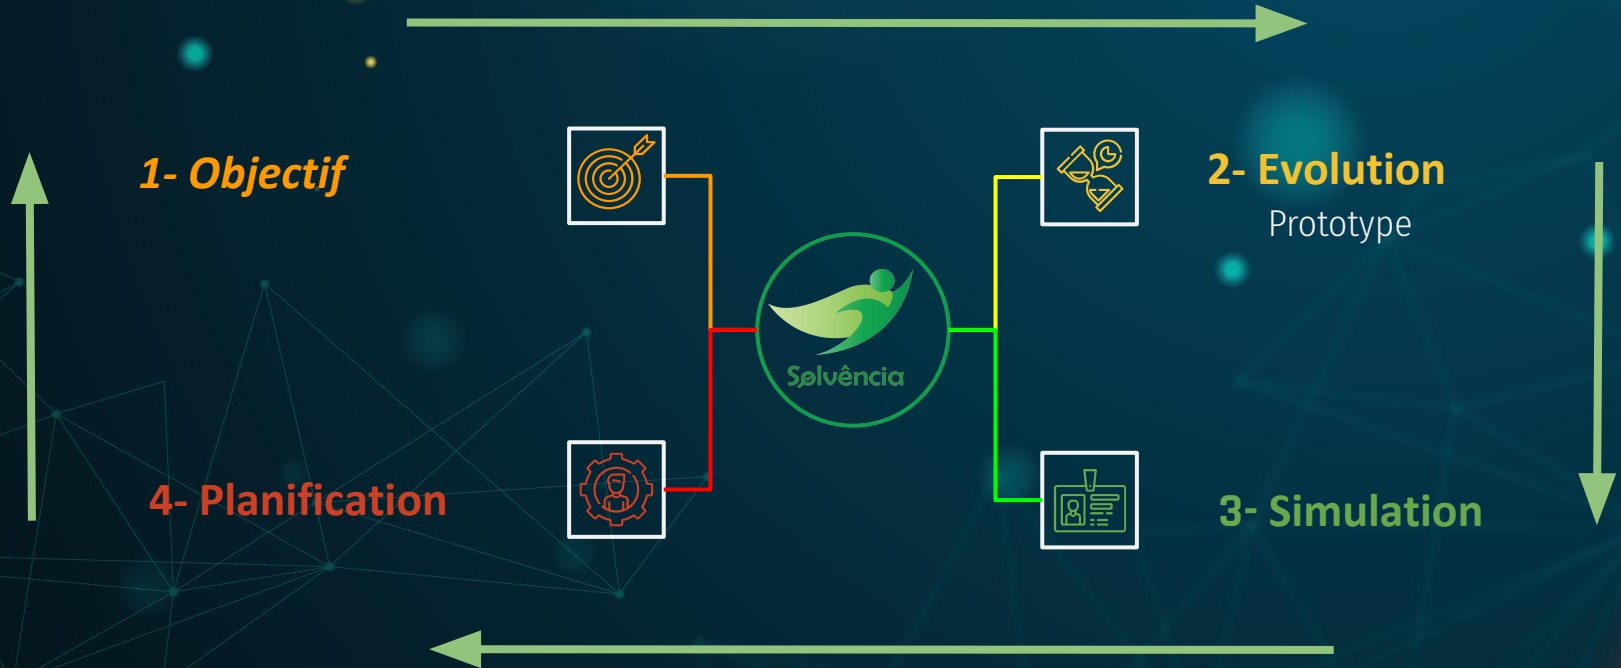 1- Objectif
2- Evolution
Prototype
Sølvência
4- Planification
3- Simulation